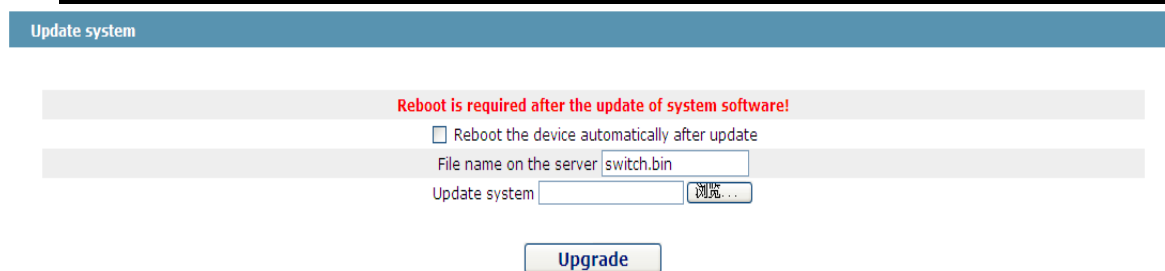 Update system
Reboot is required after the update of system software!
Reboot the device automatically after update
File name on the server switch.bin
Update system 浏览...
Upgrade